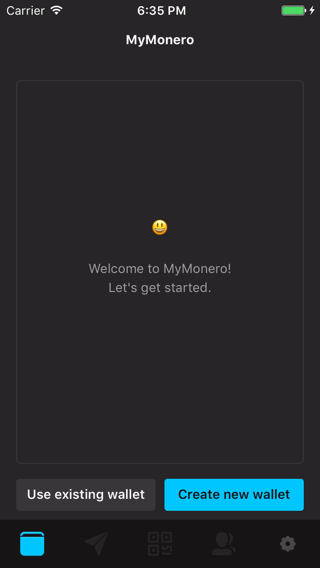 Carrier 6:35 PM
MyMonero
Welcome to MyMonero!
Let's get started.
Use existing wallet Create new wallet